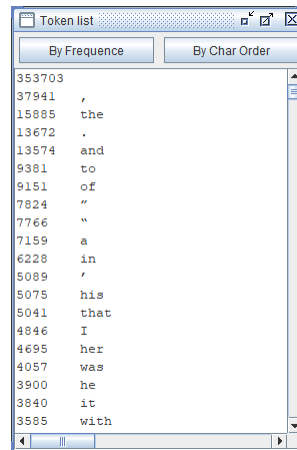 Token list
By Frequence By Char Order
353703
37941 ,
15885 the
13672 .
13574 and
9381 to
9151 of
7824 ”
7766 “
7159 a
6228 in
5089 ’
5075 his
5041 that
4846 I
4695 her
4057 was
3900 he
3840 it
3585 with